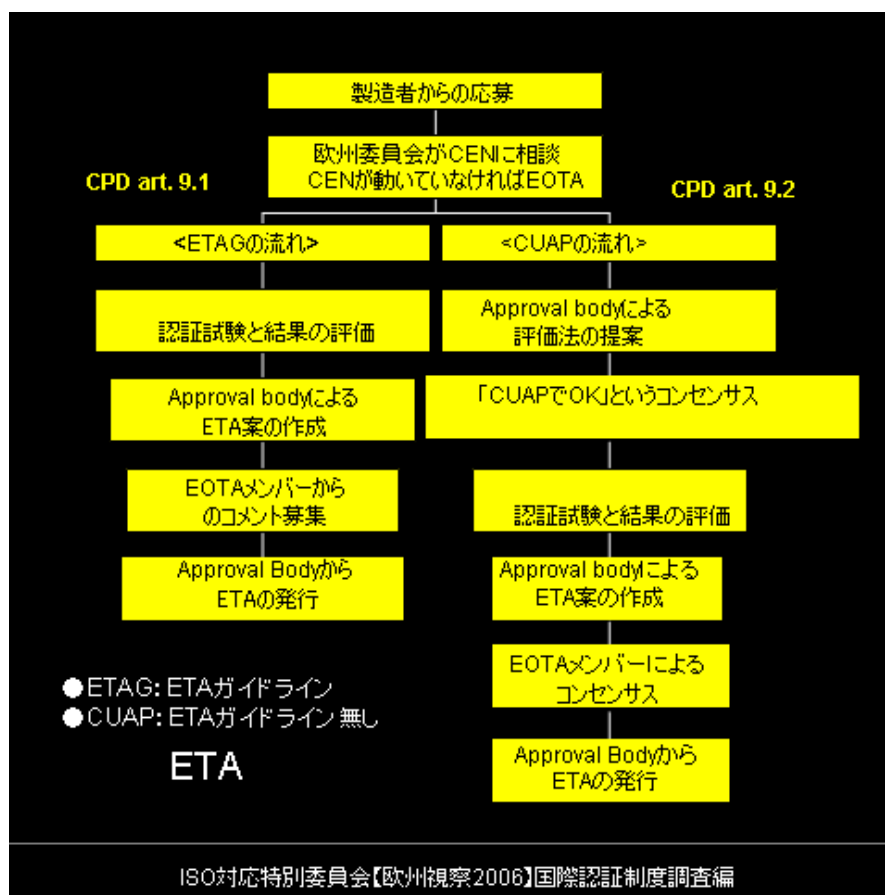 製造者からの応募
欧州委員会がCENに相談
CENが動いていなければEOTA
CPD art. 9.1
CPD art. 9.2
<ETAGの流れ>
認証試験と結果の評価
Approval bodyによる
ETA案の作成
EOTAメンバーから
のコメント募集
Approval Bodyから
ETAの発行
<CUAPの流れ>
Approval bodyによる
評価法の提案
「CUAPでOK」というコンセンサス
認証試験と結果の評価
Approval bodyによる
ETA案の作成
EOTAメンバーによる
コンセンサス
Approval Bodyから
ETAの発行
●ETAG: ETAガイドライン
●CUAP: ETAガイドライン 無し
ETA
ISO対応特別委員会【欧州視察2006】国際認証制度調査編